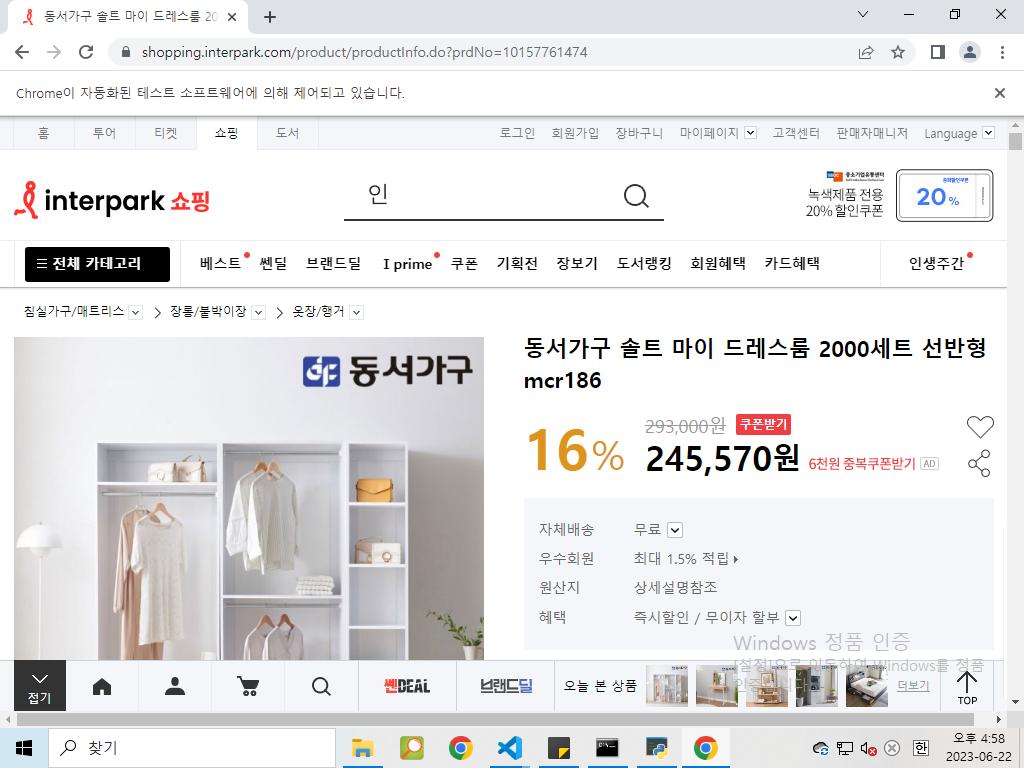 동서가구 솔트 마이 드레스룸 20
shopping.interpark.com/product/productInfo.do?prdNo=10157761474
Chrome이 자동화된 테스트 소프트웨어에 의해 제어되고 있습니다.
홈 투어 티켓 쇼핑 도서 로그인 회원가입 장바구니 마이페이지 고객센터 판매자매니저 Language
interpark 쇼핑
인
중소기업유통센터
녹색제품 전용
20% 할인쿠폰
중복할인쿠폰
20%
전체 카테고리 베스트 쎈딜 브랜드딜 I prime 쿠폰 기획전 장보기 도서랭킹 회원혜택 카드혜택 인생주간
침실가구/매트리스 장롱/붙박이장 옷장/행거
동서가구
동서가구 솔트 마이 드레스룸 2000세트 선반형
mcr186
16%
293,000원 쿠폰받기
245,570원 6천원 중복쿠폰받기 AD
자체배송 무료
우수회원 최대 1.5% 적립
원산지 상세설명참조
혜택 즉시할인 / 무이자 할부
Windows 정품 인증
[설정]으로 이동하여 Windows를 정품
접기
쎈DEAL
브랜드딜
오늘 본 상품
더보기
TOP
찾기
한
오후 4:58
2023-06-22